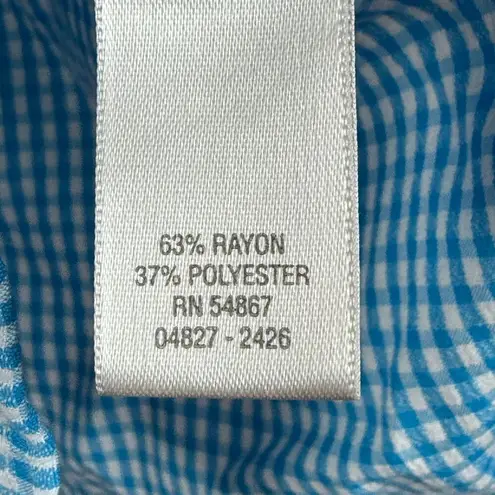 63% RAYON
37% POLYESTER
RN 54867
04827 - 2426